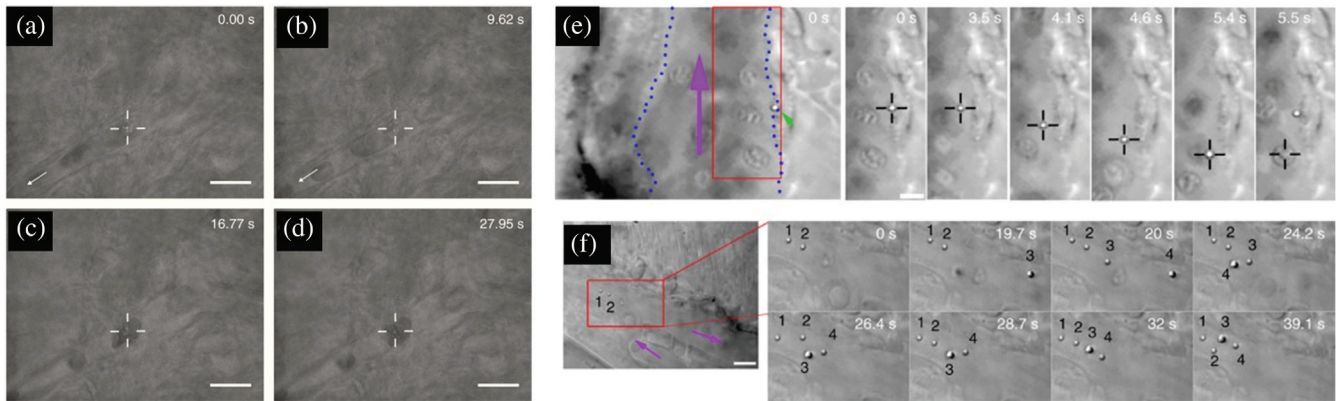 (a)
0.00 s
(b)
9.62 s
(c)
16.77 s
(d)
27.95 s
(e)
0 s
0 s
3.5 s
4.1 s
4.6 s
5.4 s
5.5 s
(f)
1
2
1 2
0 s
1 2
19.7 s
3
1 2
20 s
3
4
1 2
24.2 s
3
4
1 2
26.4 s
4
3
1 2
28.7 s
4
3
1 2 3 4
32 s
1 3
39.1 s
2 4